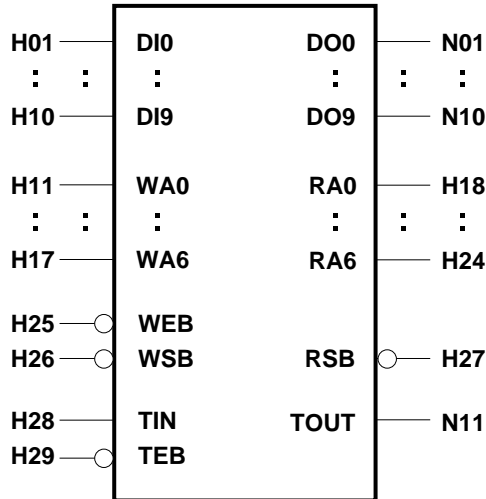 H01 DI0 DO0 N01
: : : : : :
H10 DI9 DO9 N10
H11 WA0 RA0 H18
: : : : : :
H17 WA6 RA6 H24
H25 WEB
H26 WSB RSB H27
H28 TIN TOUT N11
H29 TEB